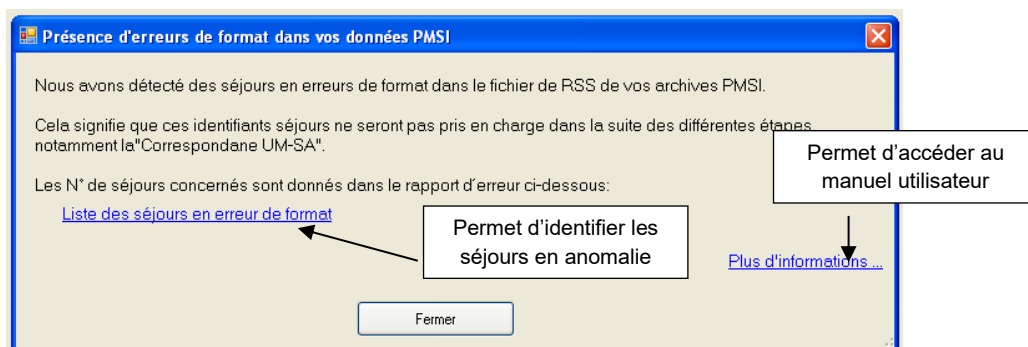 Présence d'erreurs de format dans vos données PMSI
Nous avons détecté des séjours en erreurs de format dans le fichier de RSS de vos archives PMSI.
Cela signifie que ces identifiants séjours ne seront pas pris en charge dans la suite des différentes étapes,
notamment la"Correspondane UM-SA".
Permet d'accéder au
manuel utilisateur
Les N° de séjours concernés sont donnés dans le rapport d'erreur ci-dessous:
Liste des séjours en erreur de format
Permet d'identifier les
séjours en anomalie
Plus d'informations ...
Fermer